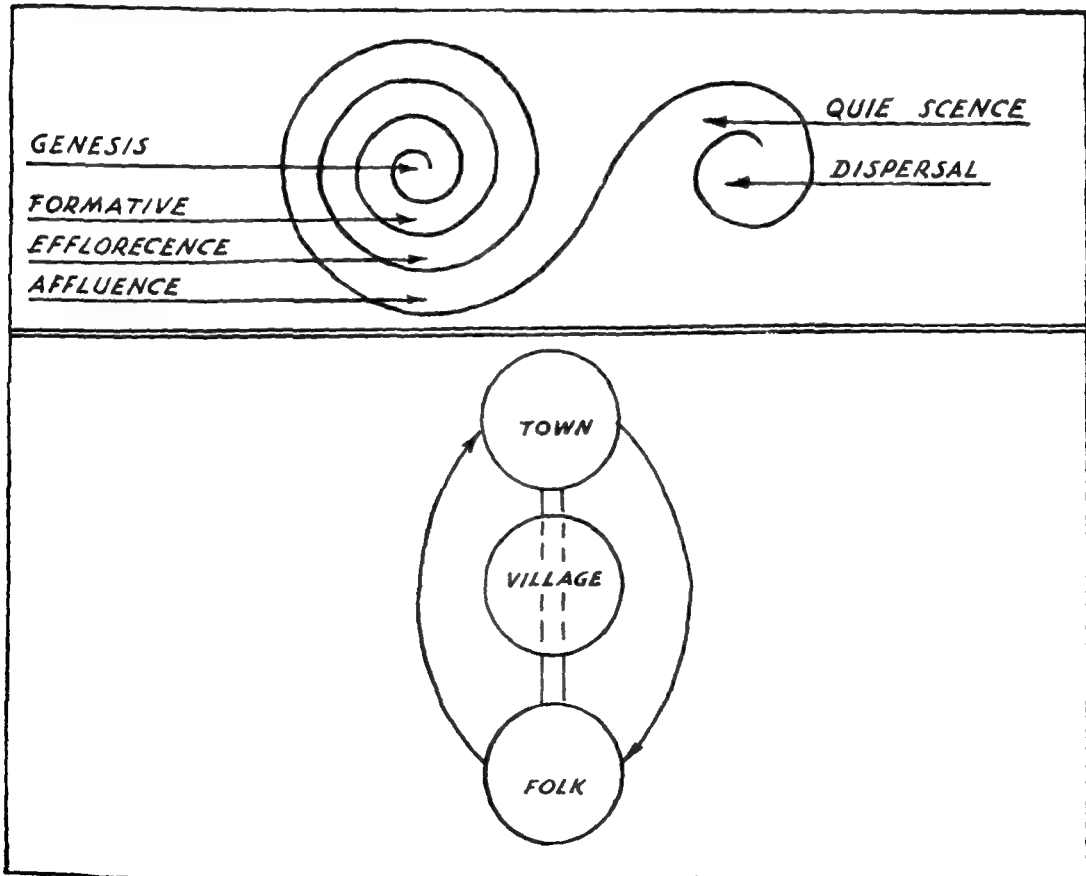 GENESIS
FORMATIVE
EFFLORECENCE
AFFLUENCE
QUIE SCENCE
DISPERSAL
TOWN
VILLAGE
FOLK